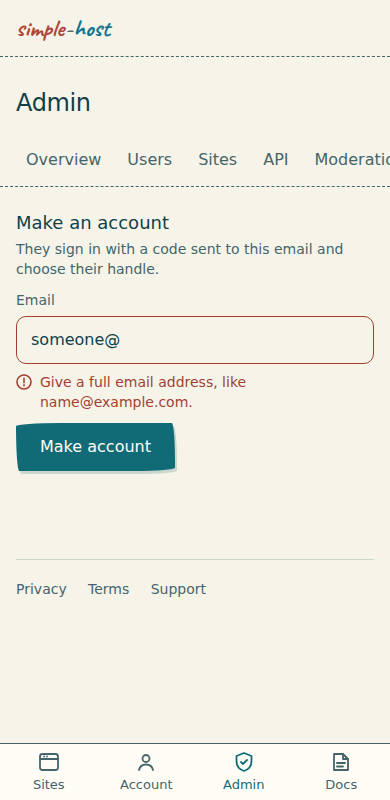 simple-host
Admin
Overview Users Sites API Moderatic
Make an account
They sign in with a code sent to this email and
choose their handle.
Email
someone@
Give a full email address, like
name@example.com.
Make account
Privacy Terms Support
Sites Account Admin Docs